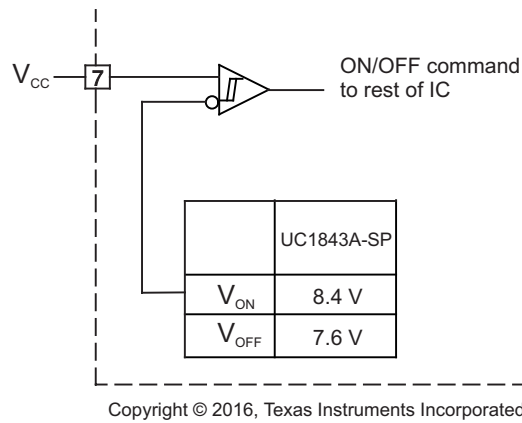 V_CC
7
ON/OFF command
to rest of IC
UC1843A-SP
V_ON 8.4 V
V_OFF 7.6 V
Copyright © 2016, Texas Instruments Incorporated